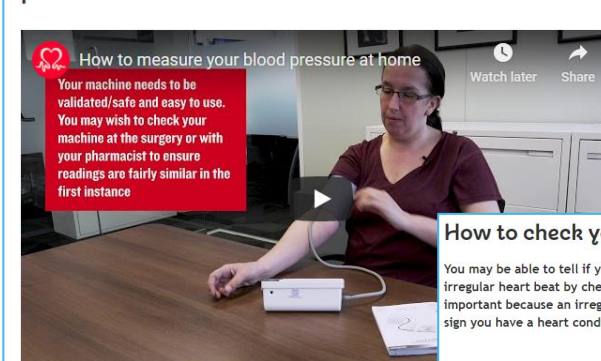 How to measure your blood pressure at home
Watch later
Share
Your machine needs to be
validated/safe and easy to use.
You may wish to check your
machine at the surgery or with
your pharmacist to ensure
readings are fairly similar in the
first instance
How to check
You may be able to tell if
irregular heart beat by
important because an
sign you have a heart